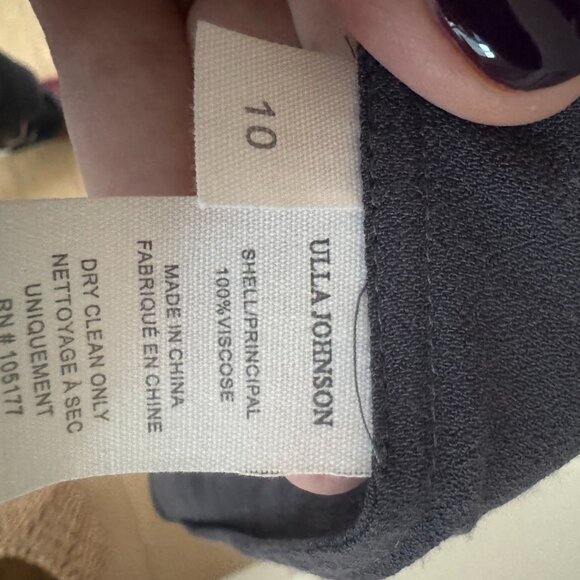 10
ULLA JOHNSON
SHELL/PRINCIPAL
100%VISCOSE
MADE IN CHINA
FABRIQUÉ EN CHINE
DRY CLEAN ONLY
NETTOYAGE À SEC
UNIQUEMENT
RN # 105177